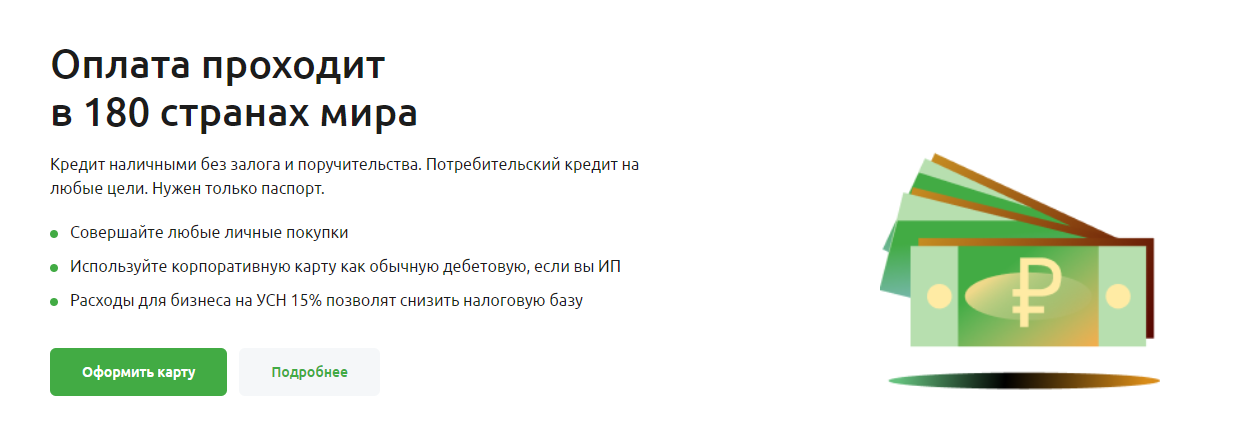 Оплата проходит
в 180 странах мира
Кредит наличными без залога и поручительства. Потребительский кредит на
любые цели. Нужен только паспорт.
Совершайте любые личные покупки
Используйте корпоративную карту как обычную дебетовую, если вы ИП
Расходы для бизнеса на УСН 15% позволят снизить налоговую базу
Оформить карту
Подробнее
₽